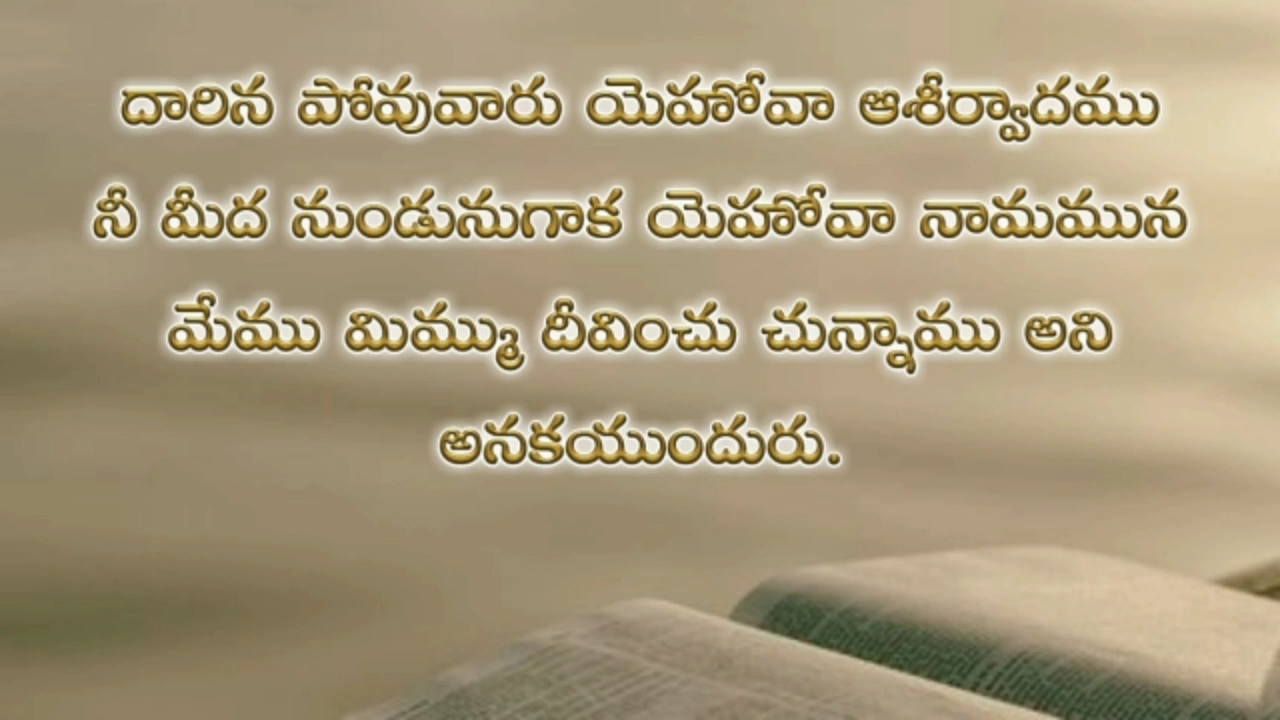 దారిన పోవువారు యెహోవా ఆశీర్వాదము
నీ మీద నుండునుగాక యెహోవా నామమున
మేము మిమ్ము దీవించు చున్నాము అని
అనకయుందురు.